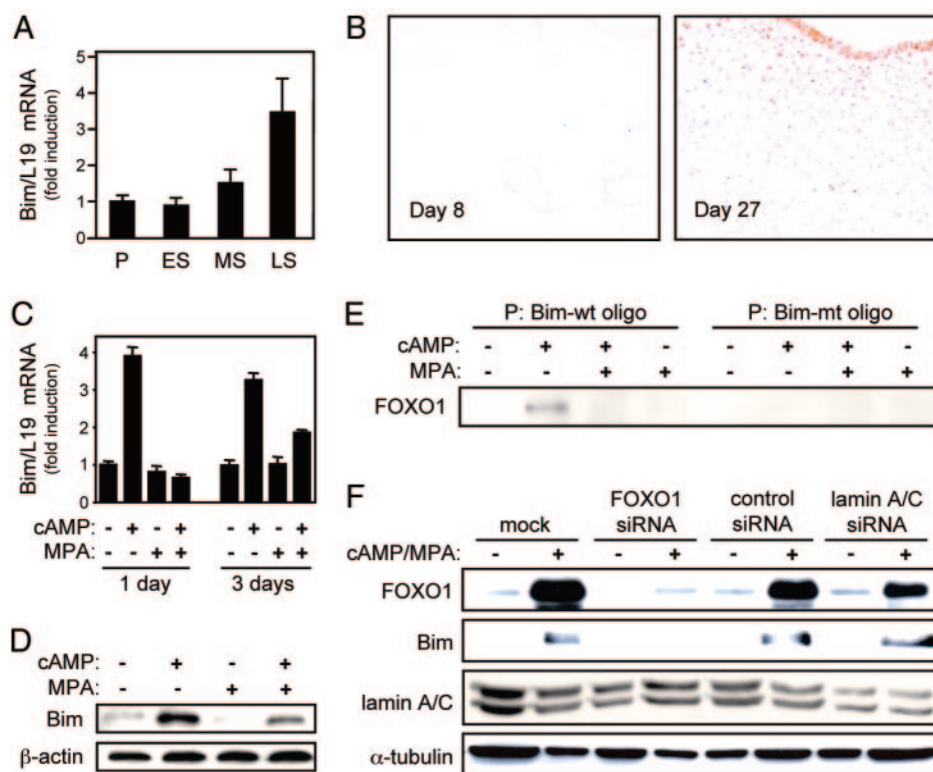 A
Bim/L19 mRNA
(fold induction)
5
4
3
2
1
0
P ES MS LS
B
Day 8
Day 27
C
Bim/L19 mRNA
(fold induction)
4
3
2
1
0
cAMP: - + - + - + - +
MPA: - - + + - - + +
1 day 3 days
D
cAMP: - + - +
MPA: - - + +
Bim
β-actin
E
P: Bim-wt oligo P: Bim-mt oligo
cAMP: - + + - - + + -
MPA: - - + + - - + +
FOXO1
F
mock FOXO1 siRNA control siRNA lamin A/C siRNA
cAMP/MPA: - + - + - + - +
FOXO1
Bim
lamin A/C
α-tubulin